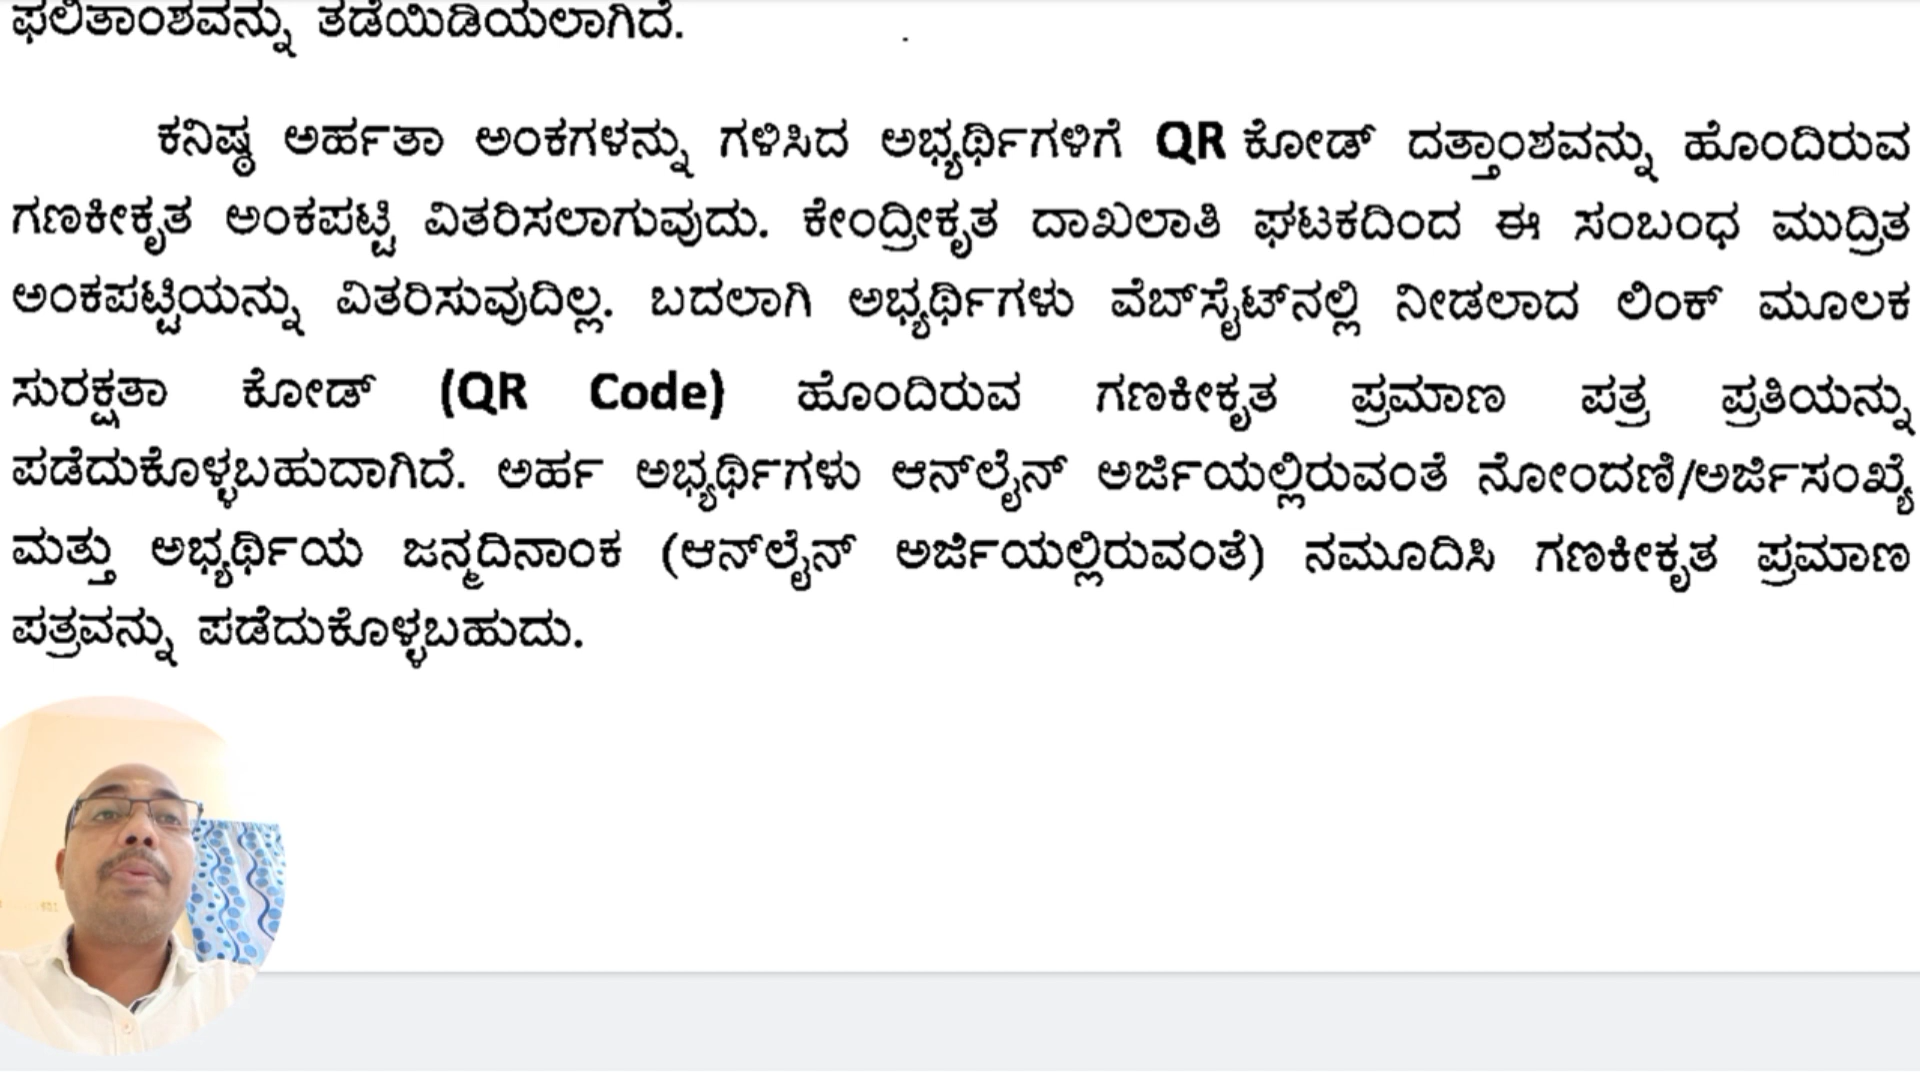 ಫಲಿತಾಂಶವನ್ನು ತಡೆಯಿಡಿಯಲಾಗಿದೆ.
ಕನಿಷ್ಠ ಅರ್ಹತಾ ಅಂಕಗಳನ್ನು ಗಳಿಸಿದ ಅಭ್ಯರ್ಥಿಗಳಿಗೆ QR ಕೋಡ್ ದತ್ತಾಂಶವನ್ನು ಹೊಂದಿರುವ
ಗಣಕೀಕೃತ ಅಂಕಪಟ್ಟಿ ವಿತರಿಸಲಾಗುವುದು. ಕೇಂದ್ರೀಕೃತ ದಾಖಲಾತಿ ಘಟಕದಿಂದ ಈ ಸಂಬಂಧ ಮುದ್ರಿತ
ಅಂಕಪಟ್ಟಿಯನ್ನು ವಿತರಿಸುವುದಿಲ್ಲ. ಬದಲಾಗಿ ಅಭ್ಯರ್ಥಿಗಳು ವೆಬ್‌ಸೈಟ್‌ನಲ್ಲಿ ನೀಡಲಾದ ಲಿಂಕ್ ಮೂಲಕ
ಸುರಕ್ಷತಾ ಕೋಡ್ (QR Code) ಹೊಂದಿರುವ ಗಣಕೀಕೃತ ಪ್ರಮಾಣ ಪತ್ರ ಪ್ರತಿಯನ್ನು
ಪಡೆದುಕೊಳ್ಳಬಹುದಾಗಿದೆ. ಅರ್ಹ ಅಭ್ಯರ್ಥಿಗಳು ಆನ್‌ಲೈನ್ ಅರ್ಜಿಯಲ್ಲಿರುವಂತೆ ನೋಂದಣಿ/ಅರ್ಜಿಸಂಖ್ಯೆ
ಮತ್ತು ಅಭ್ಯರ್ಥಿಯ ಜನ್ಮದಿನಾಂಕ (ಆನ್‌ಲೈನ್ ಅರ್ಜಿಯಲ್ಲಿರುವಂತೆ) ನಮೂದಿಸಿ ಗಣಕೀಕೃತ ಪ್ರಮಾಣ
ಪತ್ರವನ್ನು ಪಡೆದುಕೊಳ್ಳಬಹುದು.